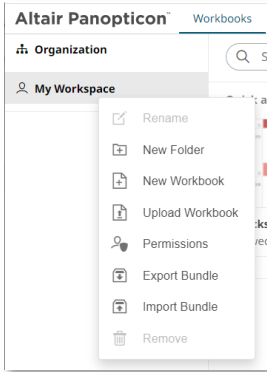 Altair Panopticon™ Workbooks
Organization
My Workspace
Rename
New Folder
New Workbook
Upload Workbook
Permissions
Export Bundle
Import Bundle
Remove